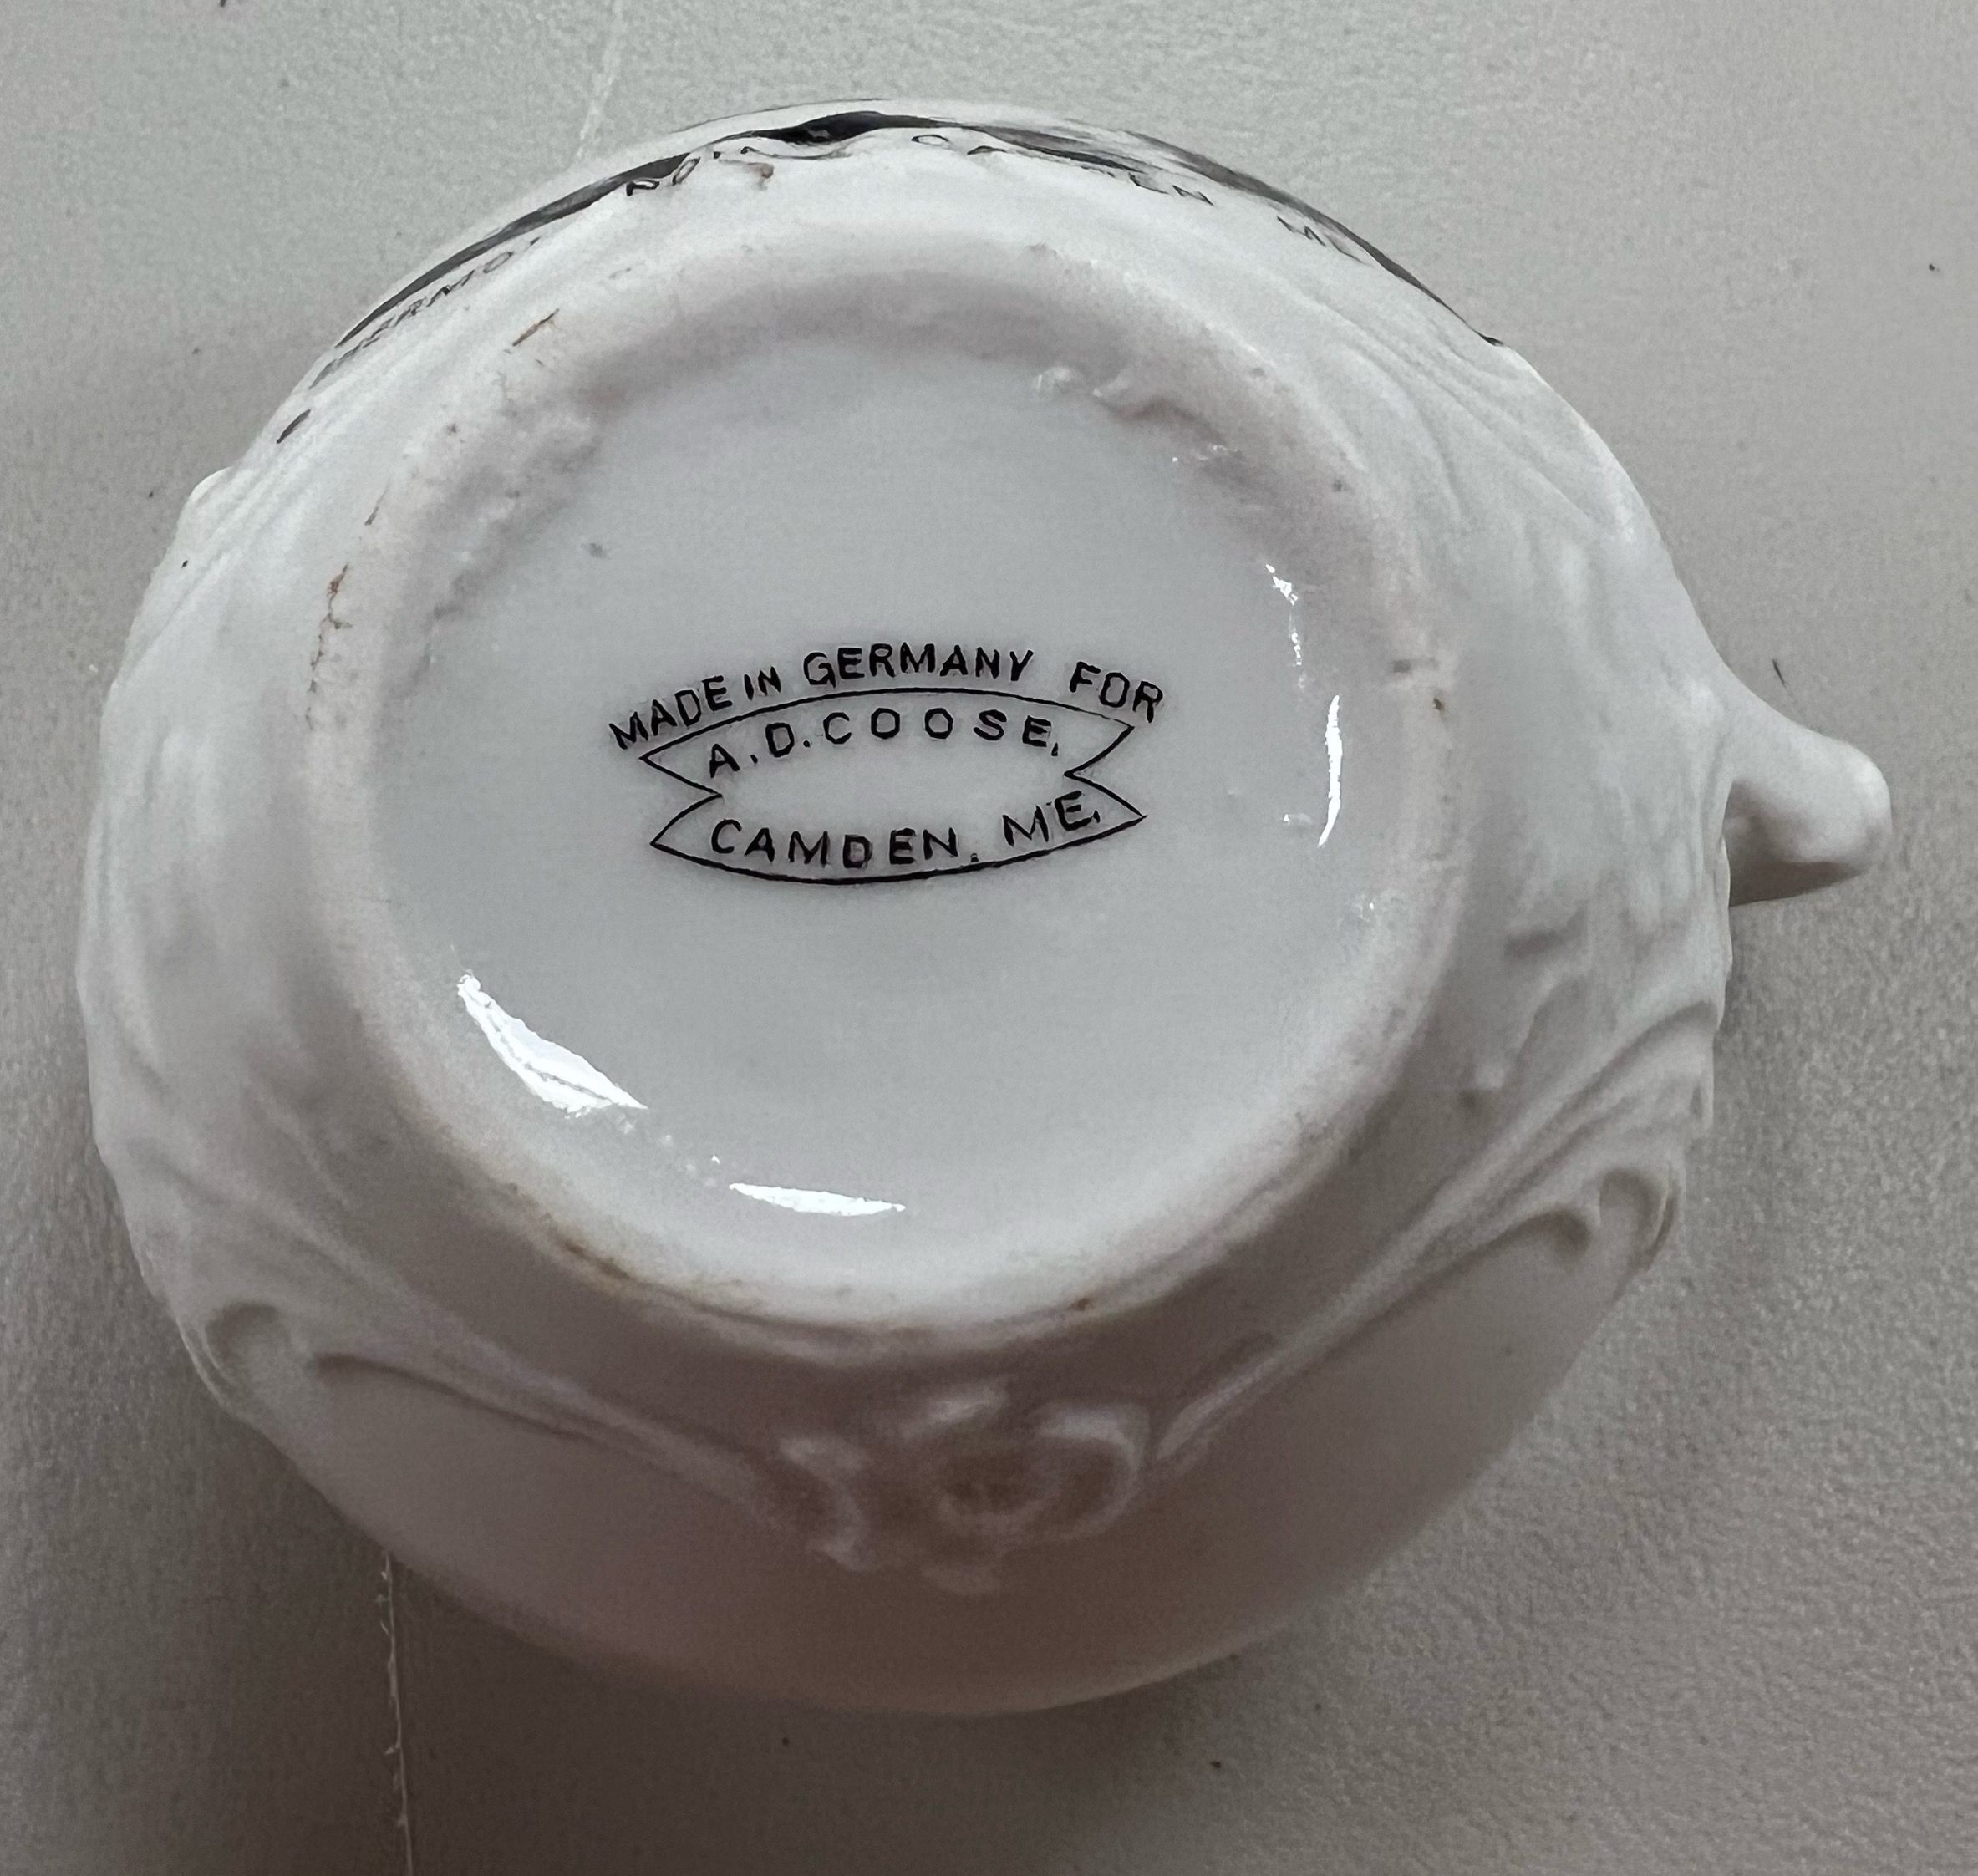 MADE IN GERMANY FOR
A.D. COOSE,
CAMDEN. ME.